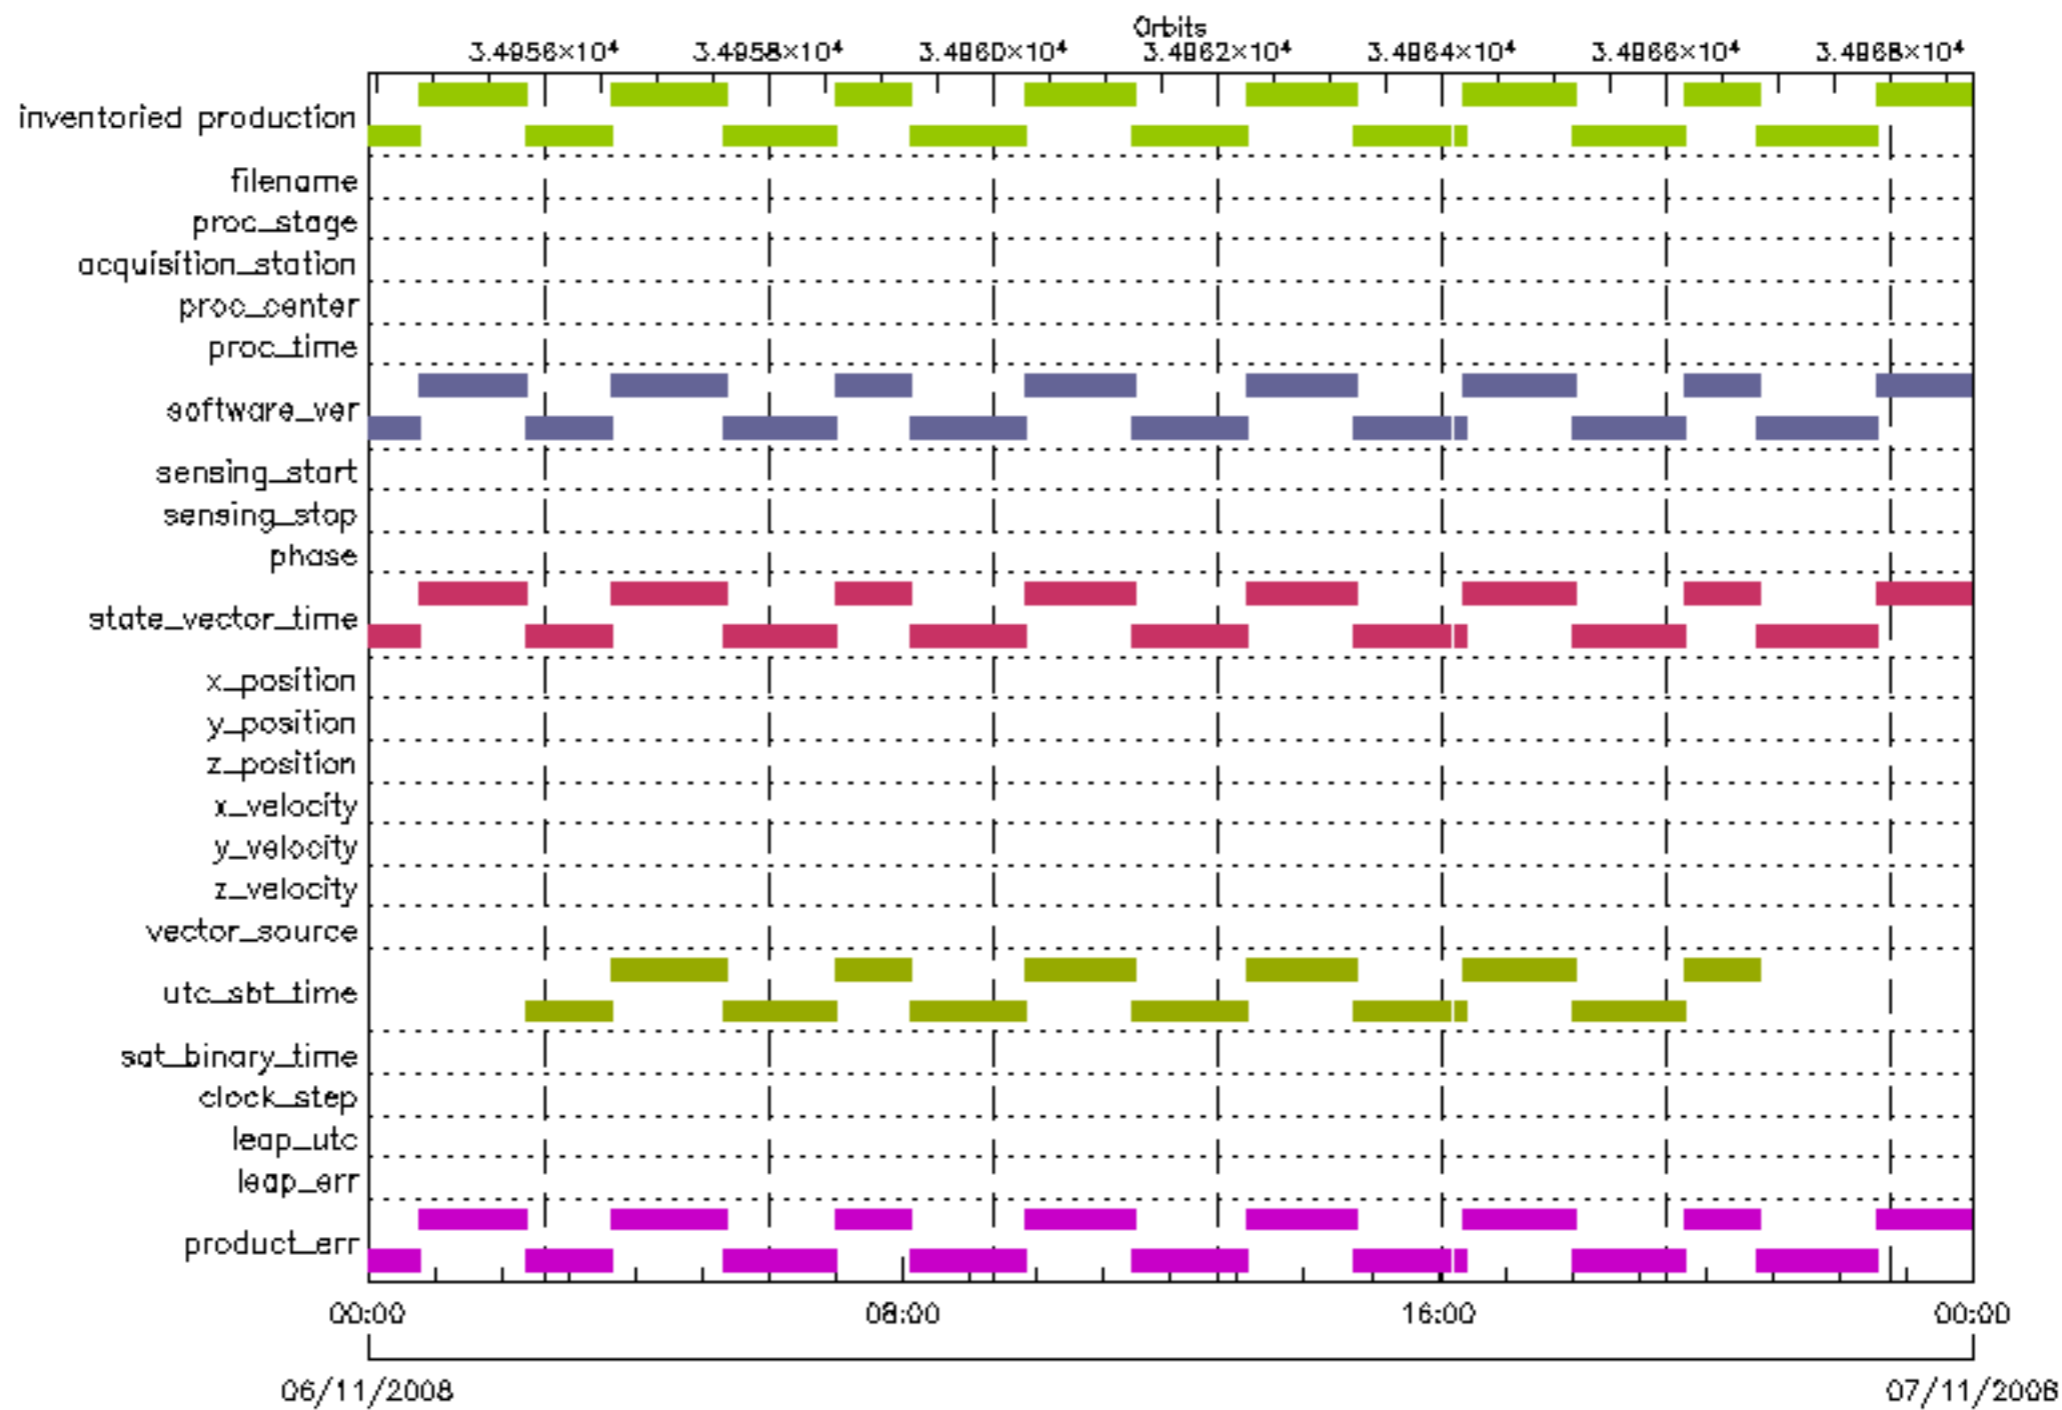 Orbits
3.4956×10⁴ 3.4958×10⁴ 3.4960×10⁴ 3.4962×10⁴ 3.4964×10⁴ 3.4966×10⁴ 3.4968×10⁴
inventoried production
filename
proc_stage
acquisition_station
proc_center
proc_time
software_ver
sensing_start
sensing_stop
phase
state_vector_time
x_position
y_position
z_position
x_velocity
y_velocity
z_velocity
vector_source
utc_sbt_time
sat_binary_time
clock_step
leap_utc
leap_err
product_err
00:00 08:00 16:00 00:00
06/11/2008 07/11/2008